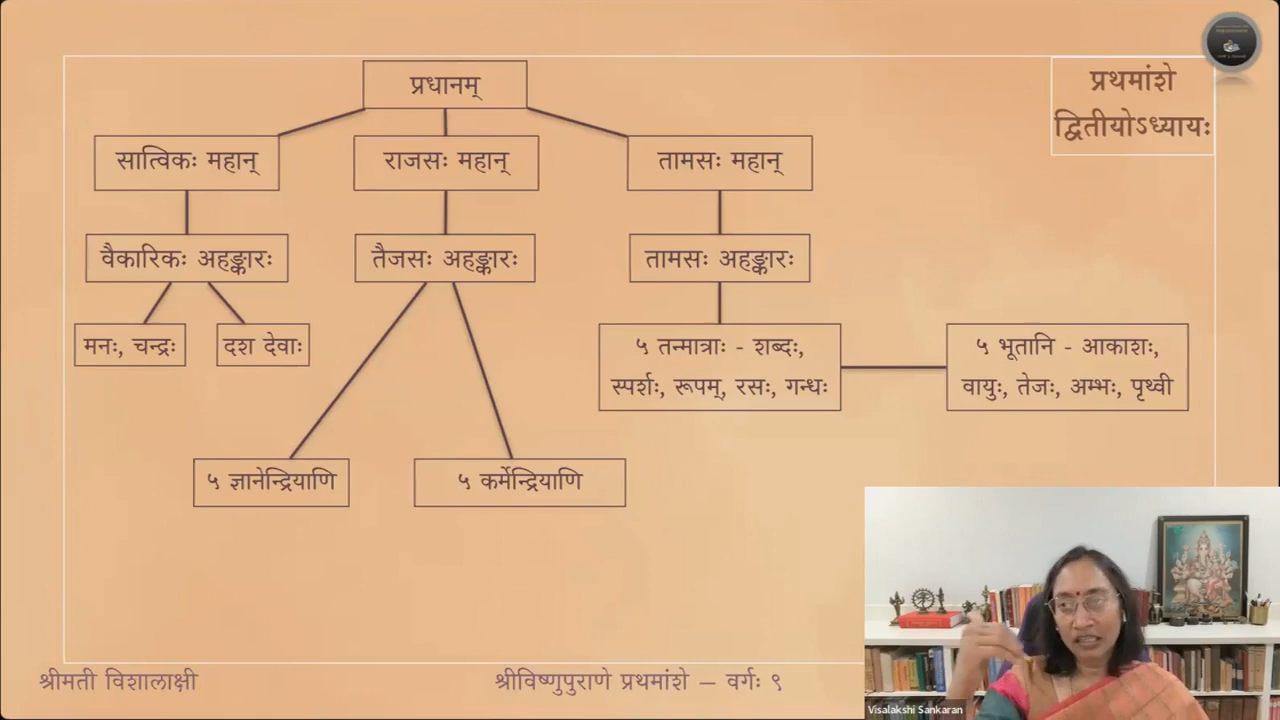 प्रधानम्
प्रथमांशे
द्वितीयोऽध्यायः
सात्विकः महान्
राजसः महान्
तामसः महान्
वैकारिकः अहङ्कारः
तैजसः अहङ्कारः
तामसः अहङ्कारः
मनः, चन्द्रः
दश देवाः
५ तन्मात्राः - शब्दः,
स्पर्शः, रूपम्, रसः, गन्धः
५ भूतानि - आकाशः,
वायुः, तेजः, अम्भः, पृथ्वी
५ ज्ञानेन्द्रियाणि
५ कर्मेन्द्रियाणि
श्रीमती विशालाक्षी
श्रीविष्णुपुराणे प्रथमांशे – वर्गः ९
Visalakshi Sankaran